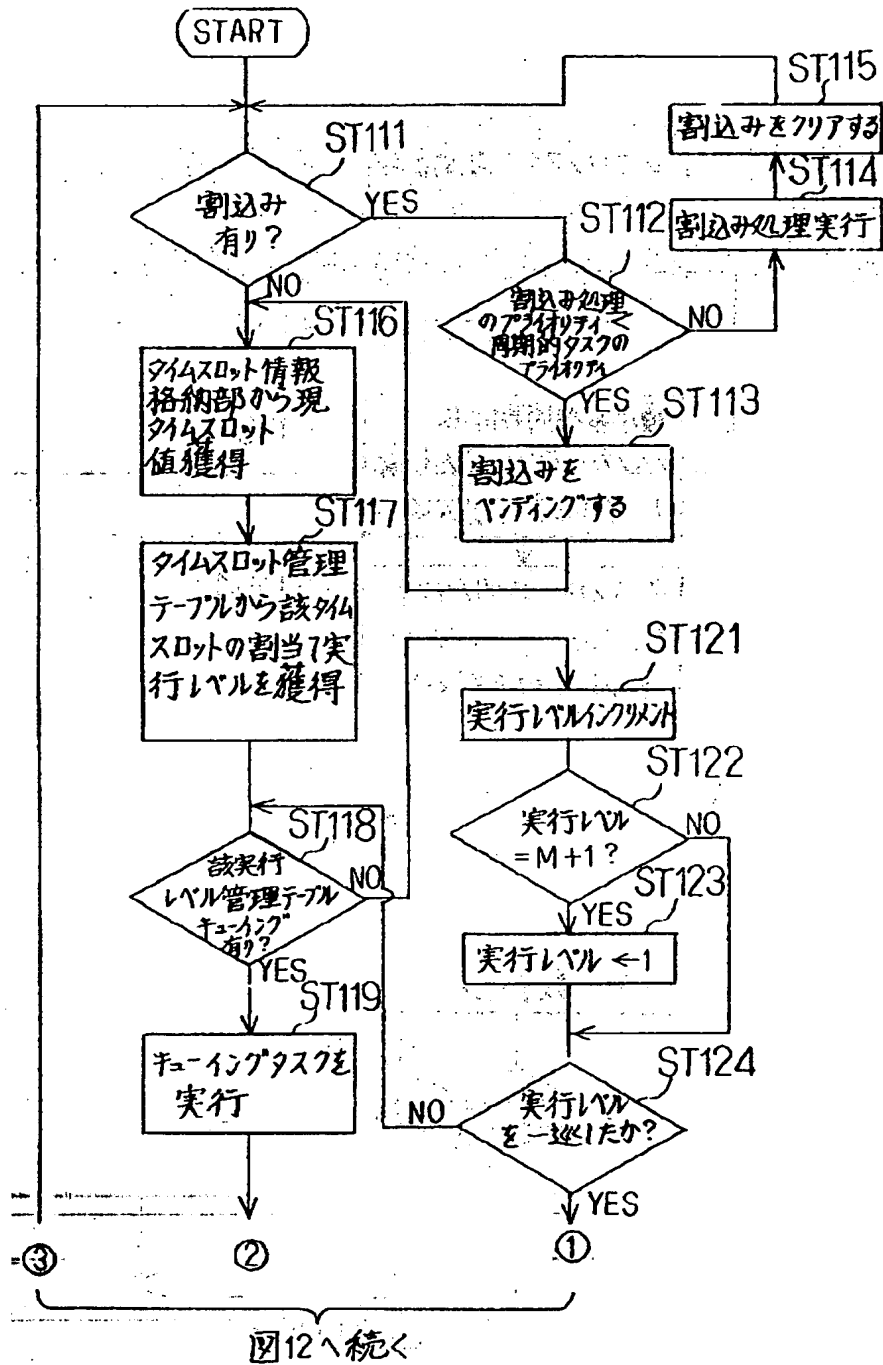 START
ST115
割込みをクリアする
ST111
ST114
割込み
有り?
YES
ST112
割込み処理実行
NO
割込み処理
のプライオリティ <
周期的タスクの
プライオリティ
NO
ST116
YES
ST113
タイムスロット情報
格納部から現
タイムスロット
値獲得
割込みを
ペンディングする
ST117
タイムスロット管理
テーブルから該タイム
スロットの割当て実
行レベルを獲得
ST121
実行レベルインクリメント
ST122
ST118
実行レベル
=M+1?
NO
該実行
レベル管理テーブル
キューイング
有り?
NO
ST123
YES
実行レベル ←1
YES
ST119
ST124
キューイングタスクを
実行
NO
実行レベル
を一巡したか?
YES
③
②
①
図12へ続く